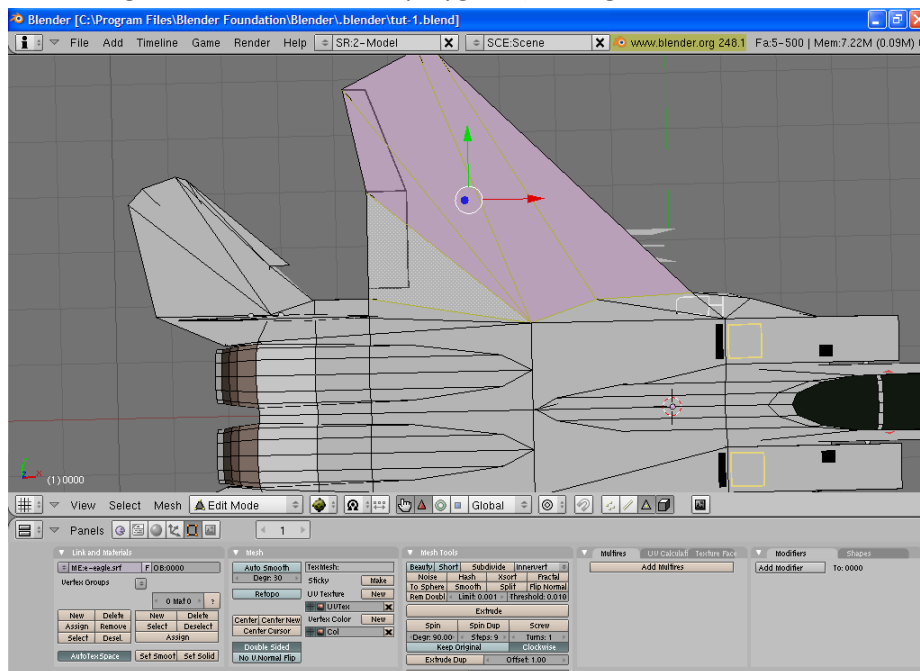 Blender [C:\Program Files\Blender Foundation\Blender\.blender\tut-1.blend]
File Add Timeline Game Render Help SR:2-Model X SCE:Scene X www.blender.org 248.1 Fa:5-500 | Mem:7.22M (0.09M)
(1) 0000
View Select Mesh Edit Mode Global
Panels 1
Link and Materials Mesh Mesh Tools Multires UV Calculati Texture Face Modifiers Shapes
ME:e-eagle.srf F OB:0000 Auto Smooth TexMesh: Beauty Short Subdivide Innervert Add Multires Add Modifier To: 0000
Vertex Groups Degr: 30 Sticky Make Noise Hash Xsort Fractal
Retopo UV Texture New To Sphere Smooth Split Flip Normal
0 Mat 0 ? UVTex X Rem Doubl Limit: 0.001 Threshold: 0.010
New Delete New Delete Center Center New Vertex Color New Extrude
Assign Remove Select Deselect Center Cursor Col X Spin Spin Dup Screw
Select Desel. Assign Degr: 90.00 Steps: 9 Turns: 1
Double Sided Keep Original Clockwise
AutoTexSpace Set Smoot Set Solid No V.Normal Flip Extrude Dup Offset: 1.00